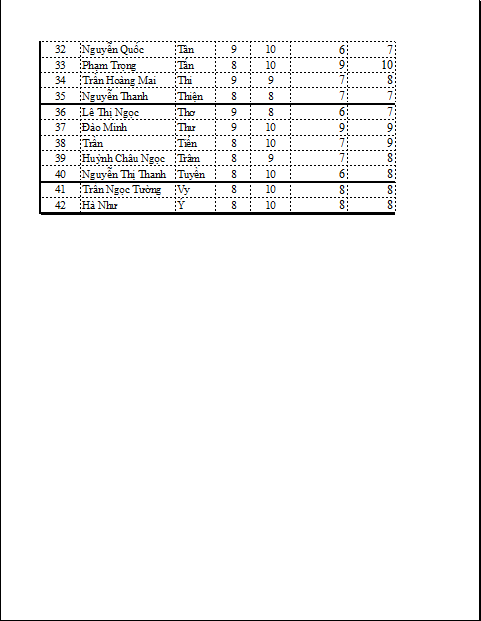 32 Nguyễn Quốc Tân 9 10 6 7
33 Phạm Trọng Tấn 8 10 9 10
34 Trần Hoàng Mai Thi 9 9 7 8
35 Nguyễn Thanh Thiện 8 8 7 7
36 Lê Thị Ngọc Thơ 9 8 6 7
37 Đào Minh Thư 9 10 9 9
38 Trần Tiến 8 10 7 9
39 Huỳnh Châu Ngọc Trâm 8 9 7 8
40 Nguyễn Thị Thanh Tuyền 8 10 6 8
41 Trần Ngọc Tường Vy 8 10 8 8
42 Hà Như Ý 8 10 8 8